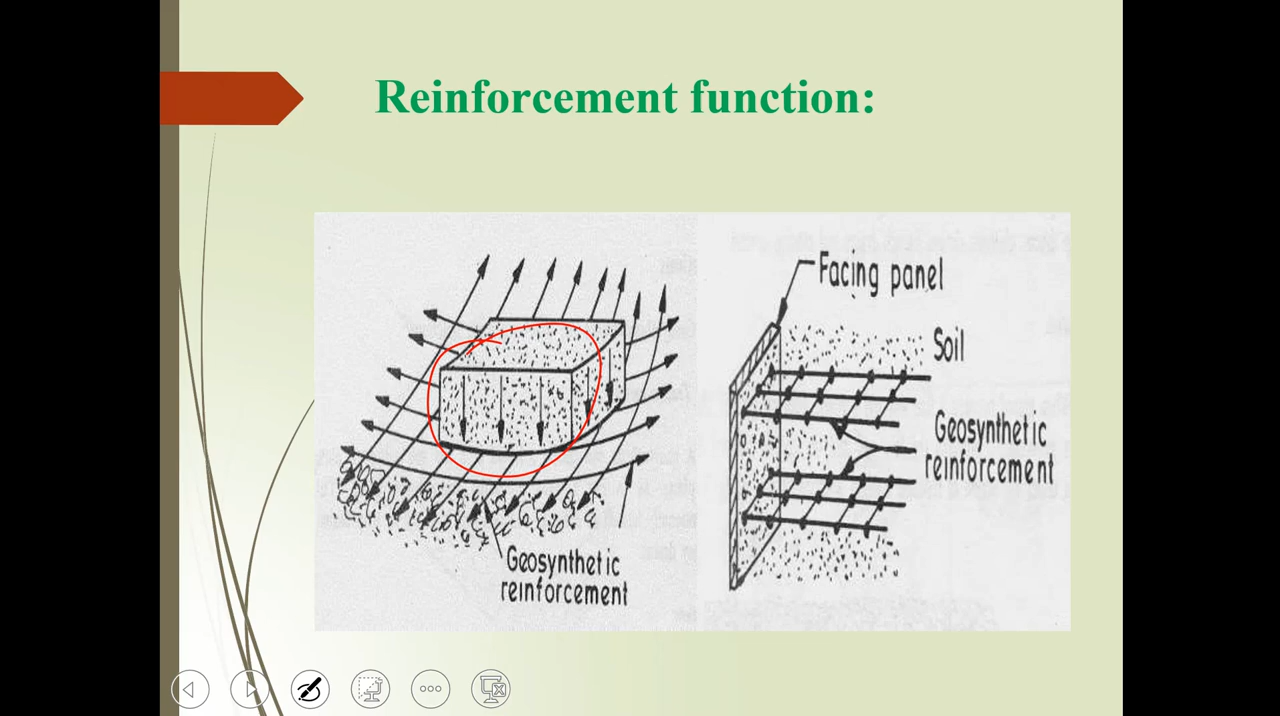 Reinforcement function:
Facing panel
Soil
Geosynthetic
reinforcement
Geosynthetic
reinforcement